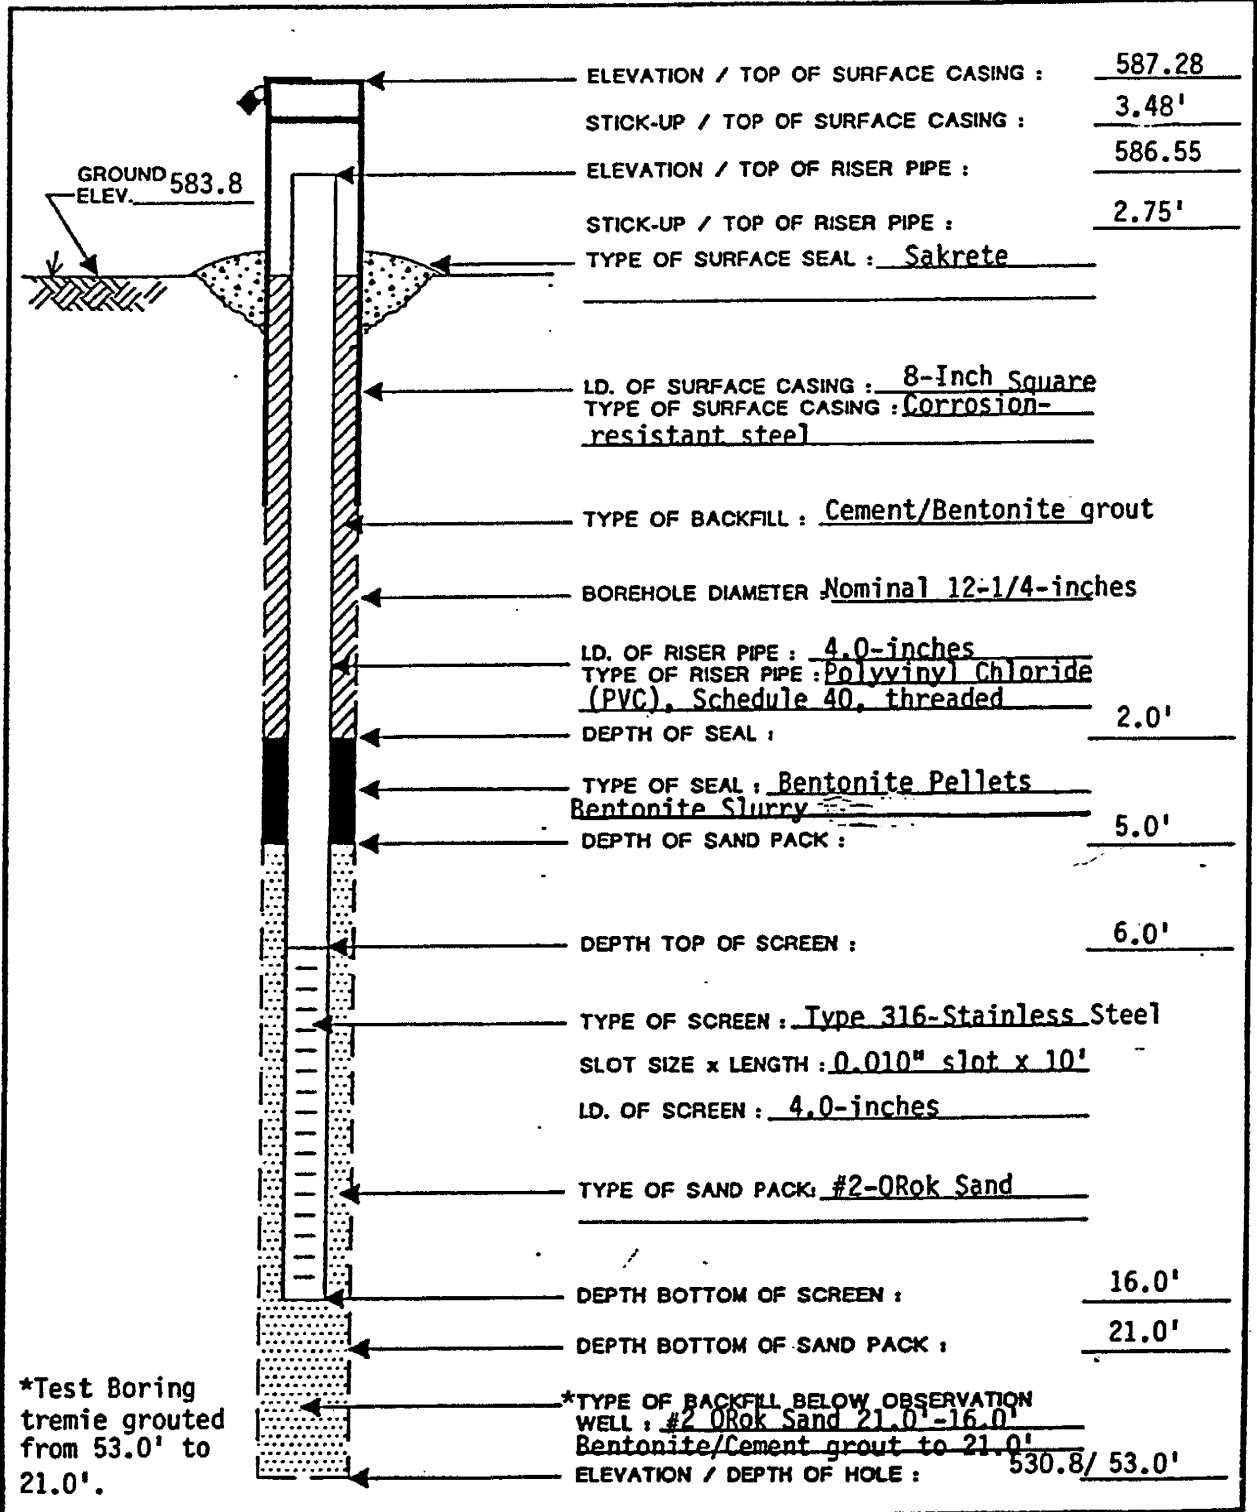 ELEVATION / TOP OF SURFACE CASING : 587.28
STICK-UP / TOP OF SURFACE CASING : 3.48'
ELEVATION / TOP OF RISER PIPE : 586.55
GROUND
ELEV. 583.8
STICK-UP / TOP OF RISER PIPE : 2.75'
TYPE OF SURFACE SEAL : Sakrete
I.D. OF SURFACE CASING : 8-Inch Square
TYPE OF SURFACE CASING : Corrosion-
resistant steel
TYPE OF BACKFILL : Cement/Bentonite grout
BOREHOLE DIAMETER : Nominal 12-1/4-inches
I.D. OF RISER PIPE : 4.0-inches
TYPE OF RISER PIPE : Polyvinyl Chloride
(PVC), Schedule 40, threaded
DEPTH OF SEAL : 2.0'
TYPE OF SEAL : Bentonite Pellets
Bentonite Slurry
DEPTH OF SAND PACK : 5.0'
DEPTH TOP OF SCREEN : 6.0'
TYPE OF SCREEN : Type 316-Stainless Steel
SLOT SIZE x LENGTH : 0.010" slot x 10'
I.D. OF SCREEN : 4.0-inches
TYPE OF SAND PACK: #2-QRok Sand
DEPTH BOTTOM OF SCREEN : 16.0'
DEPTH BOTTOM OF SAND PACK : 21.0'
*Test Boring
tremie grouted
from 53.0' to
21.0'.
*TYPE OF BACKFILL BELOW OBSERVATION
WELL : #2 QRok Sand 21.0'-16.0'
Bentonite/Cement grout to 21.0'
ELEVATION / DEPTH OF HOLE : 530.8/ 53.0'